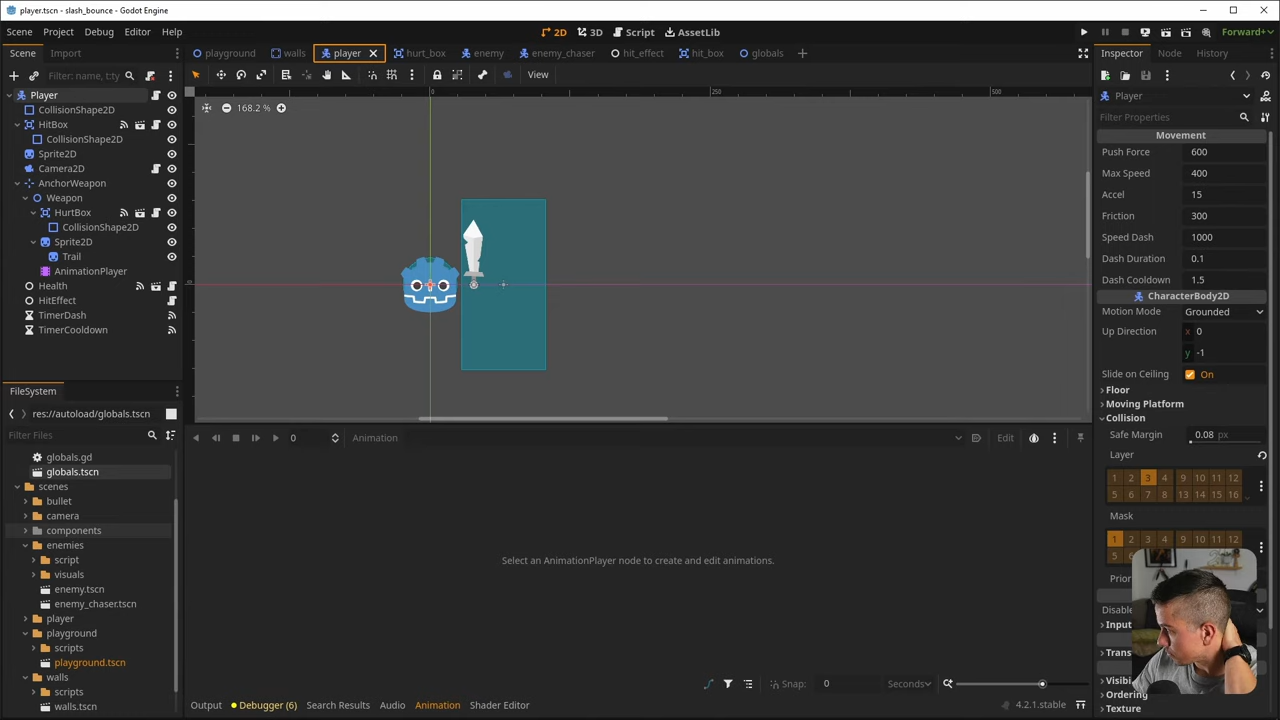 player.tscn - slash_bounce - Godot Engine
Scene Project Debug Editor Help
2D 3D Script AssetLib
Forward+
Scene Import
playground walls player hurt_box enemy enemy_chaser hit_effect hit_box globals
Inspector Node History
Filter: name, t:ty
View
Player
CollisionShape2D
HitBox
CollisionShape2D
Sprite2D
Camera2D
AnchorWeapon
Weapon
HurtBox
CollisionShape2D
Sprite2D
Trail
AnimationPlayer
Health
HitEffect
TimerDash
TimerCooldown
0 250 500
168.2 %
Player
Filter Properties
Movement
Push Force 600
Max Speed 400
Accel 15
Friction 300
Speed Dash 1000
Dash Duration 0.1
Dash Cooldown 1.5
CharacterBody2D
Motion Mode Grounded
Up Direction x 0
y -1
Slide on Ceiling On
Floor
Moving Platform
Collision
Safe Margin 0.08 px
Layer
1 2 3 4 9 10 11 12
5 6 7 8 13 14 15 16
Mask
1 2 3 4 9 10 11 12
5
Prior
Disable
Input
Trans
Visibi
Ordering
Texture
FileSystem
res://autoload/globals.tscn
Filter Files
globals.gd
globals.tscn
scenes
bullet
camera
components
enemies
script
visuals
enemy.tscn
enemy_chaser.tscn
player
playground
scripts
playground.tscn
walls
scripts
walls.tscn
0 Animation Edit
Select an AnimationPlayer node to create and edit animations.
Snap: 0 Seconds
Output Debugger (6) Search Results Audio Animation Shader Editor
4.2.1.stable